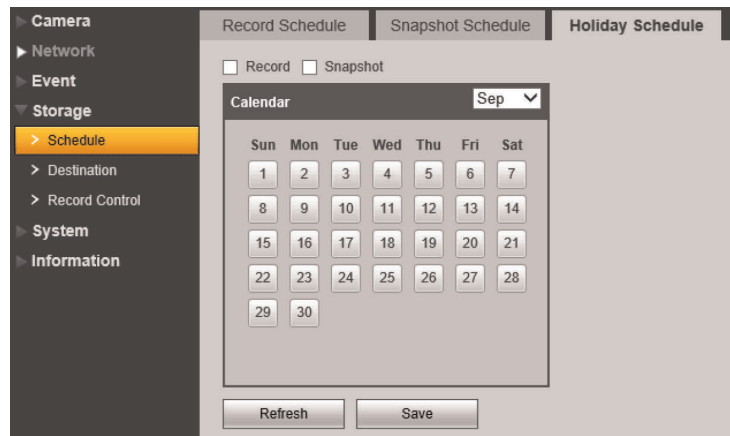 Camera
Network
Event
Storage
> Schedule
> Destination
> Record Control
System
Information
Record Schedule Snapshot Schedule Holiday Schedule
Record Snapshot
Calendar Sep
Sun Mon Tue Wed Thu Fri Sat
1 2 3 4 5 6 7
8 9 10 11 12 13 14
15 16 17 18 19 20 21
22 23 24 25 26 27 28
29 30
Refresh Save